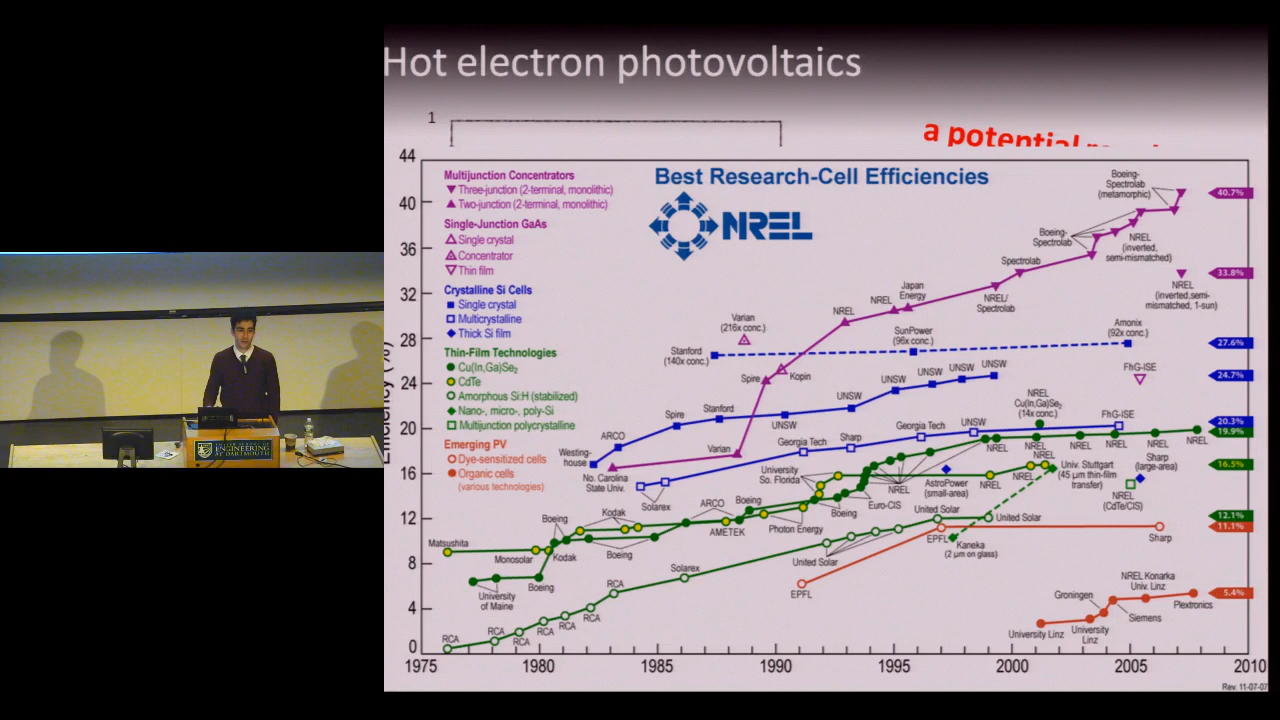 Hot electron photovoltaics
1
a potential
44
40
36
32
28
24
20
16
12
8
4
0
Best Research-Cell Efficiencies
NREL
Multijunction Concentrators
Three-junction (2-terminal, monolithic)
Two-junction (2-terminal, monolithic)
Single-Junction GaAs
Single crystal
Concentrator
Thin film
Crystalline Si Cells
Single crystal
Multicrystalline
Thick Si film
Thin-Film Technologies
Cu(In,Ga)Se2
CdTe
Amorphous Si:H (stabilized)
Nano-, micro-, poly-Si
Multijunction polycrystalline
Emerging PV
Dye-sensitized cells
Organic cells
(various technologies)
Boeing-
Spectrolab
(metamorphic)
40.7%
Boeing-
Spectrolab
NREL
(inverted,
semi-mismatched)
Spectrolab
33.8%
NREL
(inverted,semi-
mismatched, 1-sun)
Japan
Energy
NREL
NREL
NREL/
Spectrolab
Varian
(216x conc.)
SunPower
(96x conc.)
Amonix
(92x conc.)
27.6%
Stanford
(140x conc.)
Spire
Kopin
UNSW
UNSW
UNSW
UNSW
FhG-ISE
24.7%
NREL
Cu(In,Ga)Se2
(14x conc.)
Spire
Stanford
UNSW
FhG-ISE
20.3%
19.9%
ARCO
Varian
Georgia Tech
Sharp
Georgia Tech
UNSW
NREL
NREL
NREL
NREL
NREL
NREL
NREL
Westing-
house
No. Carolina
State Univ.
Solarex
University
So. Florida
NREL
AstroPower
(small-area)
NREL
NREL
Univ. Stuttgart
(45 µm thin-film
transfer)
Sharp
(large-area)
16.5%
NREL
(CdTe/CIS)
Matsushita
Monosolar
Boeing
Kodak
Kodak
Boeing
ARCO
Boeing
AMETEK
Photon Energy
Boeing
Euro-CIS
United Solar
United Solar
12.1%
11.1%
EPFL
Kaneka
(2 µm on glass)
Sharp
University
of Maine
Boeing
RCA
Solarex
United Solar
EPFL
RCA
RCA
RCA
RCA
RCA
RCA
NREL Konarka
Univ. Linz
5.4%
Groningen
Siemens
Plextronics
University Linz
University
Linz
1975
1980
1985
1990
1995
2000
2005
2010
Rev. 11-07-07
ENGINEERING
AT DARTMOUTH